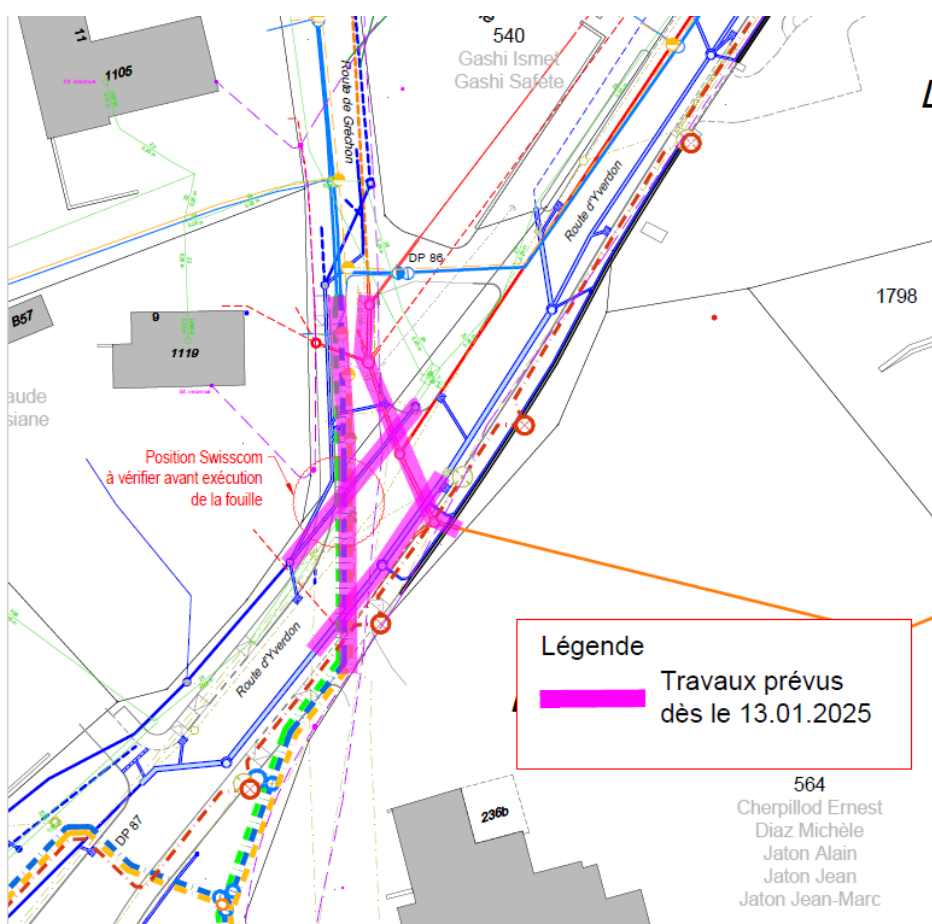 11
1105
540
Gashi Ismet
Gashi Safete
Route de Gréchon
Route d'Yverdon
DP 86
1798
B57
9
1119
aude
siane
Position Swisscom
à vérifier avant exécution
de la fouille
Route d'Yverdon
Légende
Travaux prévus
dès le 13.01.2025
DP 87
236b
564
Cherpillod Ernest
Diaz Michèle
Jaton Alain
Jaton Jean
Jaton Jean-Marc